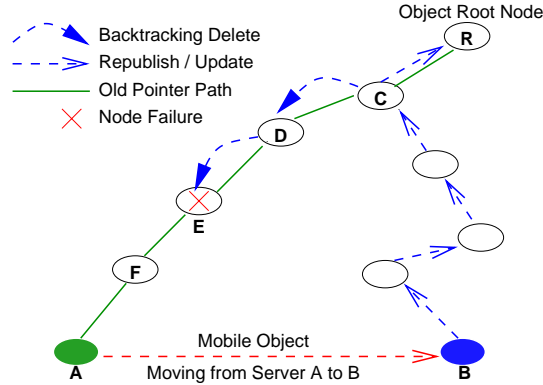 Object Root Node
Backtracking Delete
Republish / Update
Old Pointer Path
Node Failure
R
C
D
E
F
A
B
Mobile Object
Moving from Server A to B